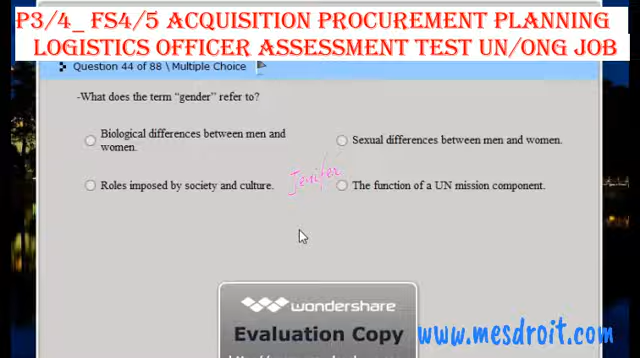 P3/4_ FS4/5 ACQUISITION PROCUREMENT PLANNING
LOGISTICS OFFICER ASSESSMENT TEST UN/ONG JOB
Question 44 of 88 \ Multiple Choice
-What does the term "gender" refer to?
Biological differences between men and
women.
Sexual differences between men and women.
Roles imposed by society and culture.
Jenifer
The function of a UN mission component.
wondershare
Evaluation Copy
www.mesdroit.com